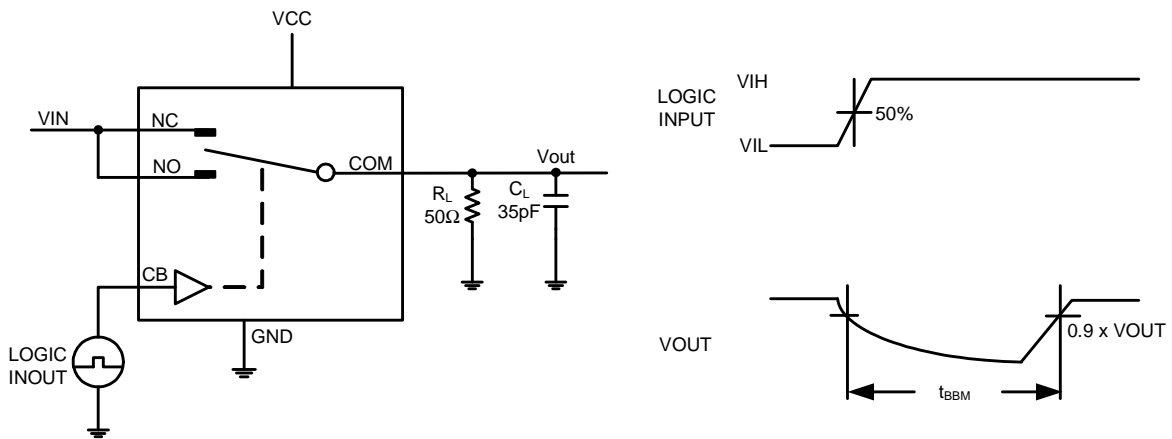 VCC
VIN
NC
NO
COM
Vout
RL
50Ω
CL
35pF
CB
GND
LOGIC
INOUT
LOGIC
INPUT
VIH
VIL
50%
VOUT
0.9 x VOUT
tBBM